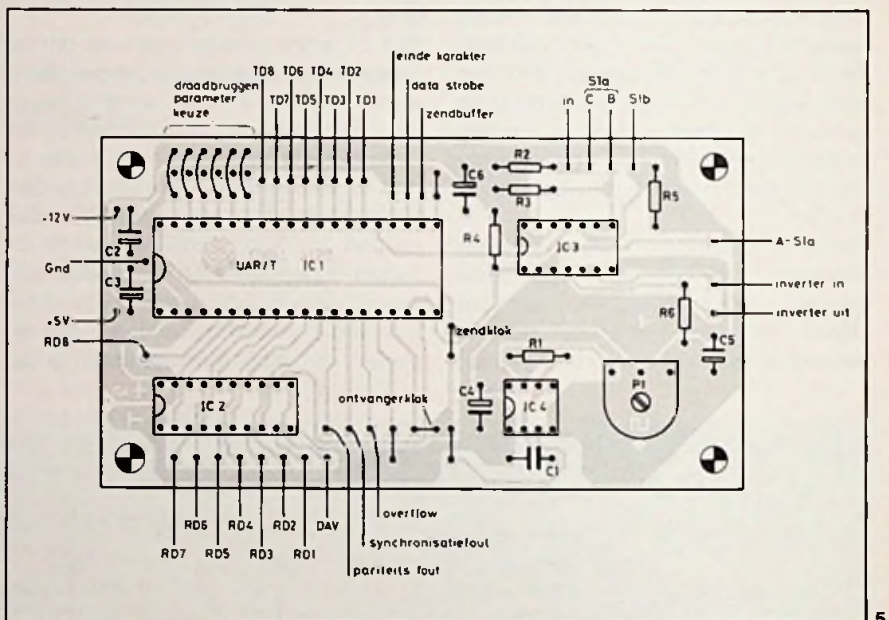 einde karakter
data strobe
zendbuffer
draadbruggen
parameter
keuze
TD8 TD6 TD4 TD2
TD7 TD5 TD3 TD1
S1a
in C B S1b
C6
R2
R3
R4
R5
-12V
C2
Gnd
C3
+5V
RD8
UAR/T IC1
IC3
A-S1a
inverter in
inverter uit
R6
C5
zendklok
R1
P1
IC2
ontvangerklok
C4
IC4
C1
RD7 RD6 RD5 RD4 RD3 RD2 RD1 DAV
overflow
synchronisatiefout
pariteits fout
5